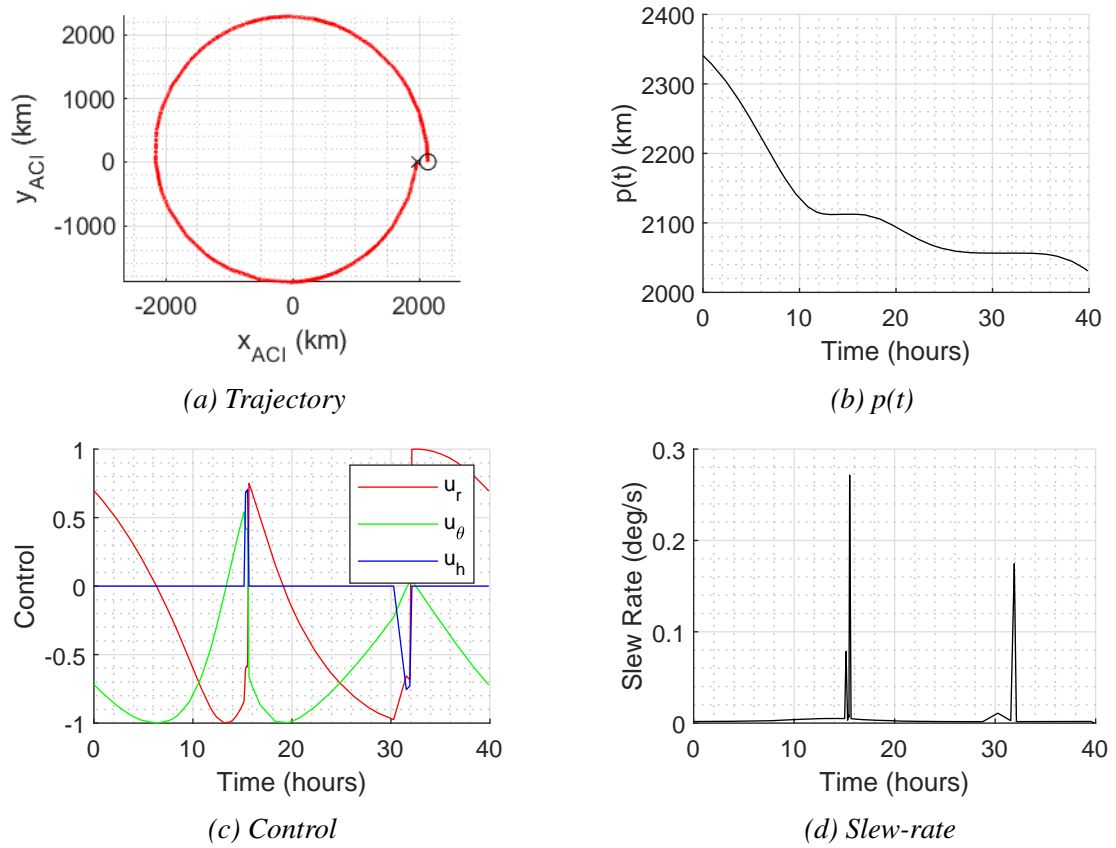 2000
1000
0
-1000
y_ACI (km)
-2000 0 2000
x_ACI (km)
(a) Trajectory
2400
2300
2200
2100
2000
p(t) (km)
0 10 20 30 40
Time (hours)
(b) p(t)
1
0.5
0
-0.5
-1
Control
u_r
u_θ
u_h
0 10 20 30 40
Time (hours)
(c) Control
0.3
0.2
0.1
0
Slew Rate (deg/s)
0 10 20 30 40
Time (hours)
(d) Slew-rate